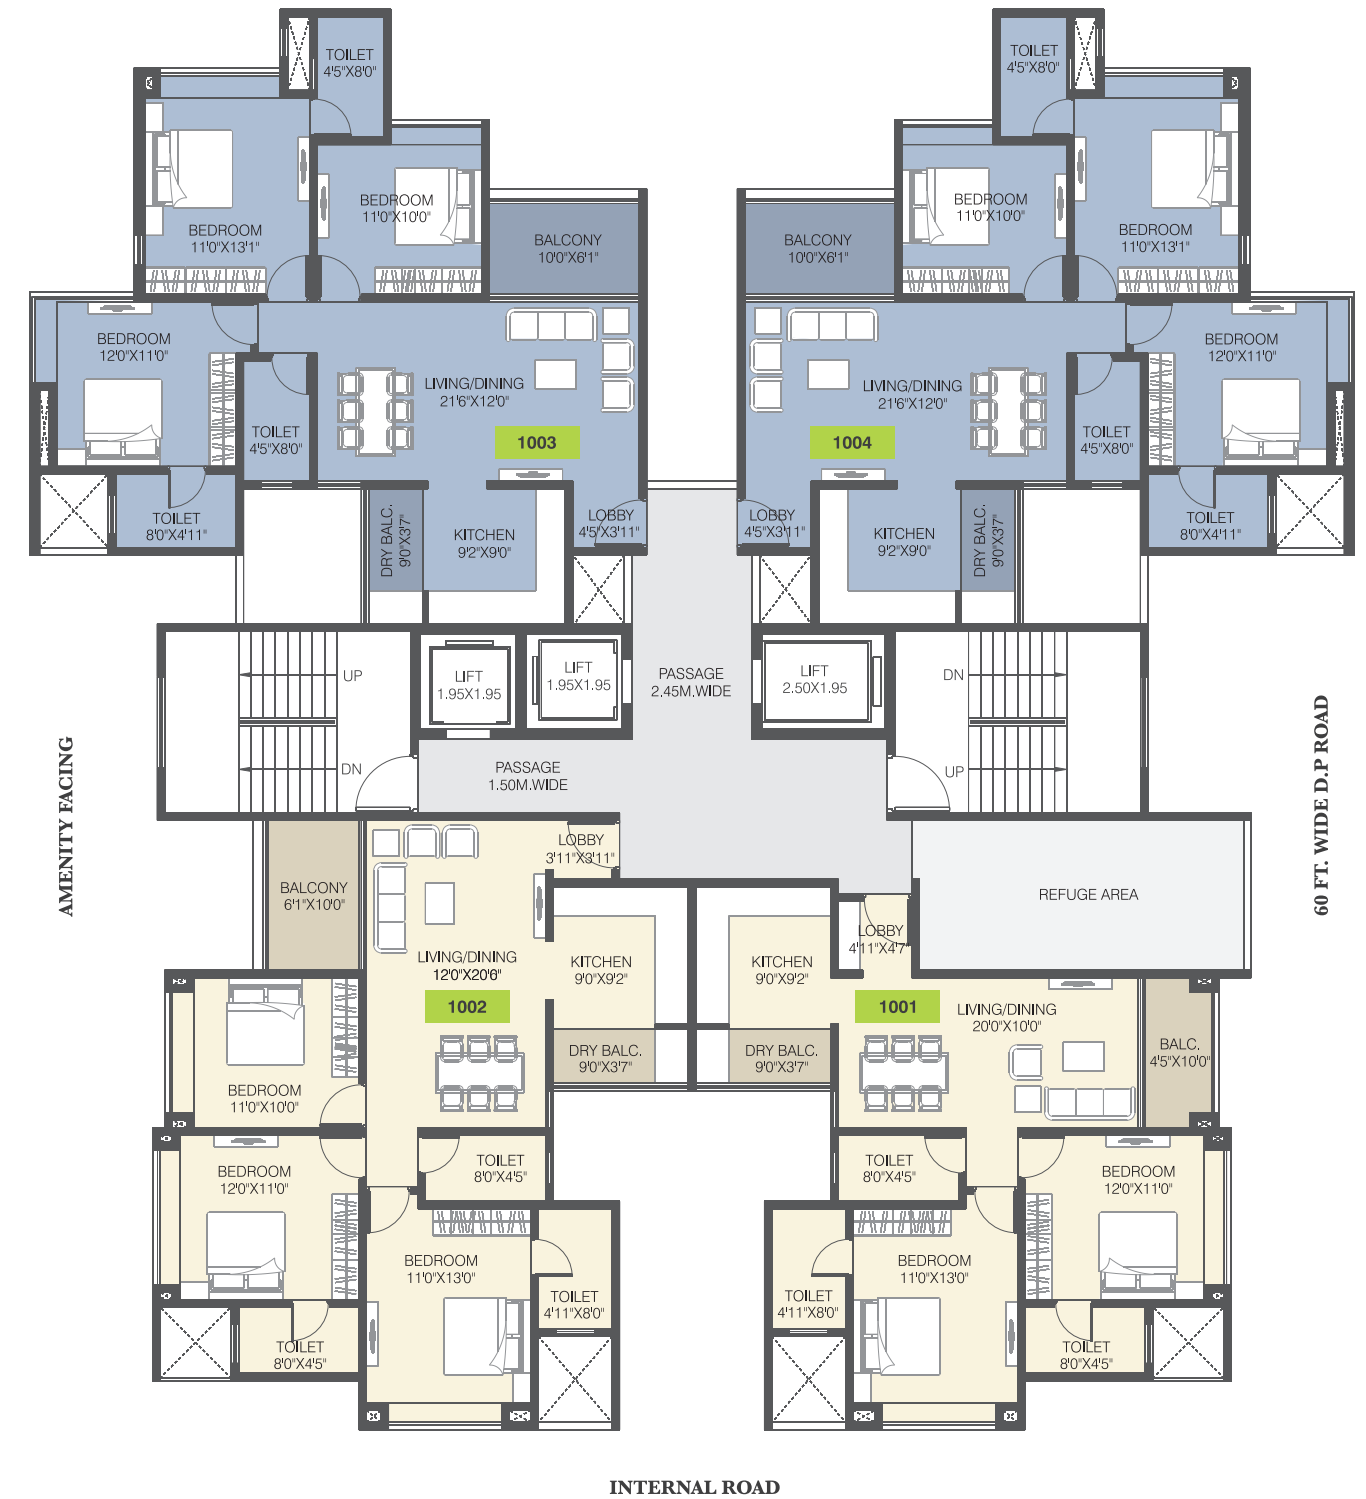 TOILET
4'5"X8'0"
TOILET
4'5"X8'0"
BEDROOM
11'0"X10'0"
BEDROOM
11'0"X10'0"
BEDROOM
11'0"X13'1"
BALCONY
10'0"X6'1"
BALCONY
10'0"X6'1"
BEDROOM
11'0"X13'1"
BEDROOM
12'0"X11'0"
BEDROOM
12'0"X11'0"
LIVING/DINING
21'6"X12'0"
LIVING/DINING
21'6"X12'0"
TOILET
4'5"X8'0"
1003
1004
TOILET
4'5"X8'0"
TOILET
8'0"X4'11"
DRY BALC.
9'0"X3'7"
KITCHEN
9'2"X9'0"
LOBBY
4'5"X3'11"
LOBBY
4'5"X3'11"
KITCHEN
9'2"X9'0"
DRY BALC.
9'0"X3'7"
TOILET
8'0"X4'11"
UP
LIFT
1.95X1.95
LIFT
1.95X1.95
PASSAGE
2.45M.WIDE
LIFT
2.50X1.95
DN
DN
PASSAGE
1.50M.WIDE
UP
AMENITY FACING
60 FT. WIDE D.P ROAD
LOBBY
3'11"X3'11"
BALCONY
6'1"X10'0"
REFUGE AREA
LOBBY
4'11"X4'7"
LIVING/DINING
12'0"X20'6"
KITCHEN
9'0"X9'2"
KITCHEN
9'0"X9'2"
1002
1001
LIVING/DINING
20'0"X10'0"
DRY BALC.
9'0"X3'7"
DRY BALC.
9'0"X3'7"
BALC.
4'5"X10'0"
BEDROOM
11'0"X10'0"
BEDROOM
12'0"X11'0"
TOILET
8'0"X4'5"
TOILET
8'0"X4'5"
BEDROOM
12'0"X11'0"
BEDROOM
11'0"X13'0"
BEDROOM
11'0"X13'0"
TOILET
4'11"X8'0"
TOILET
4'11"X8'0"
TOILET
8'0"X4'5"
TOILET
8'0"X4'5"
INTERNAL ROAD